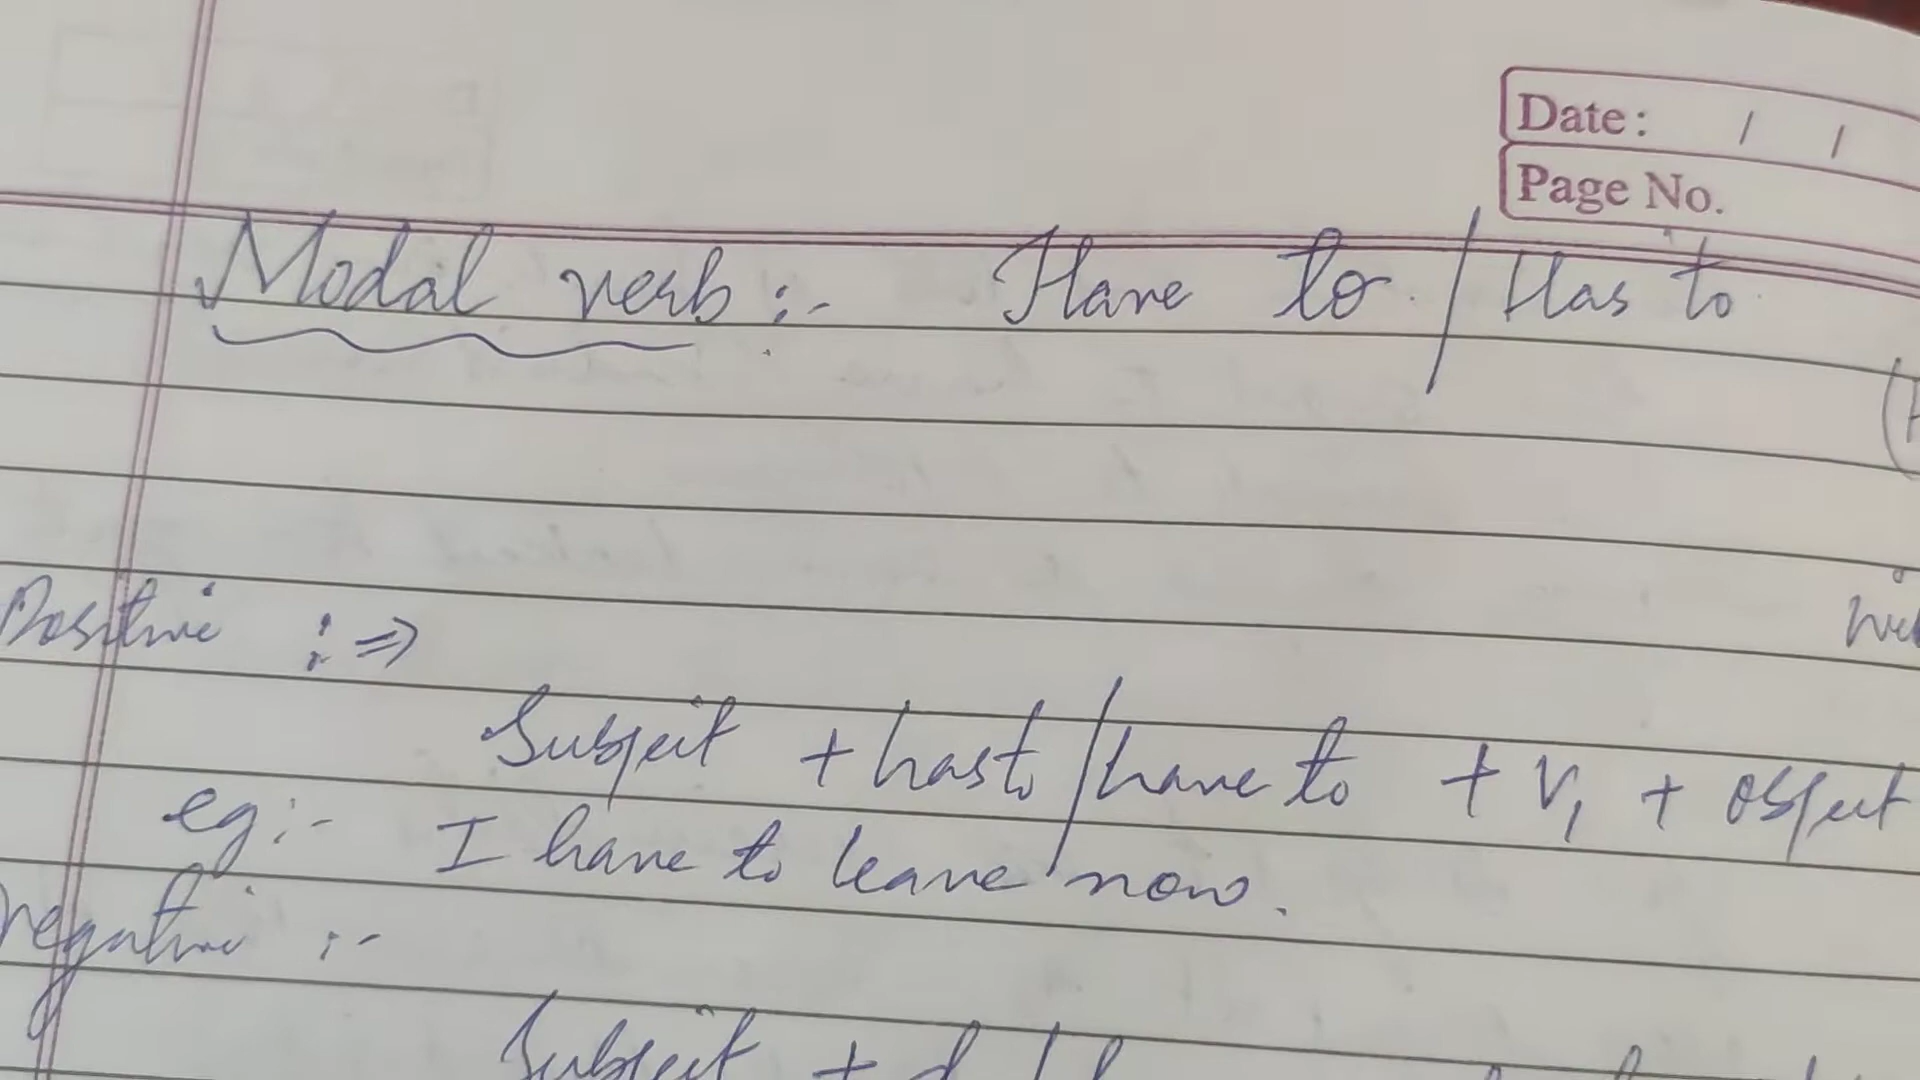 Date: / /
Page No.
Modal verb :- Have to / Has to
Positive :⇒
Subject + has to / have to + V1 + object
eg :- I have to leave now.
negative :-
Subject +